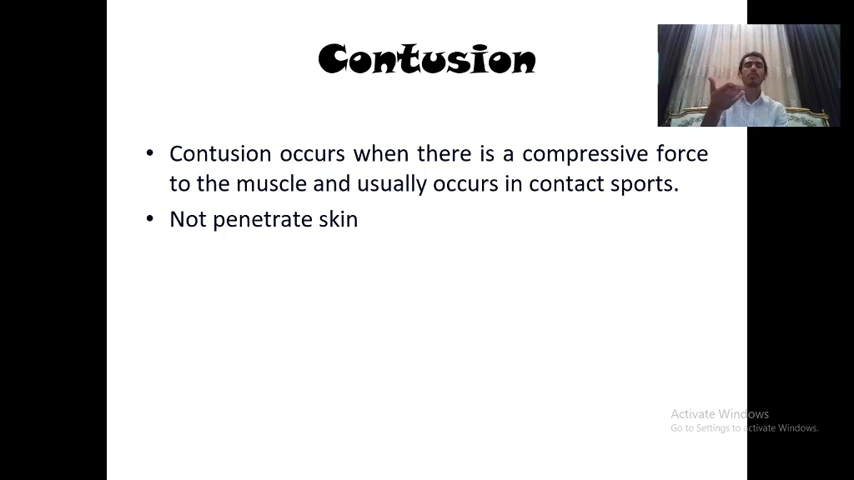 Contusion
• Contusion occurs when there is a compressive force
to the muscle and usually occurs in contact sports.
• Not penetrate skin
Activate Windows
Go to Settings to activate Windows.